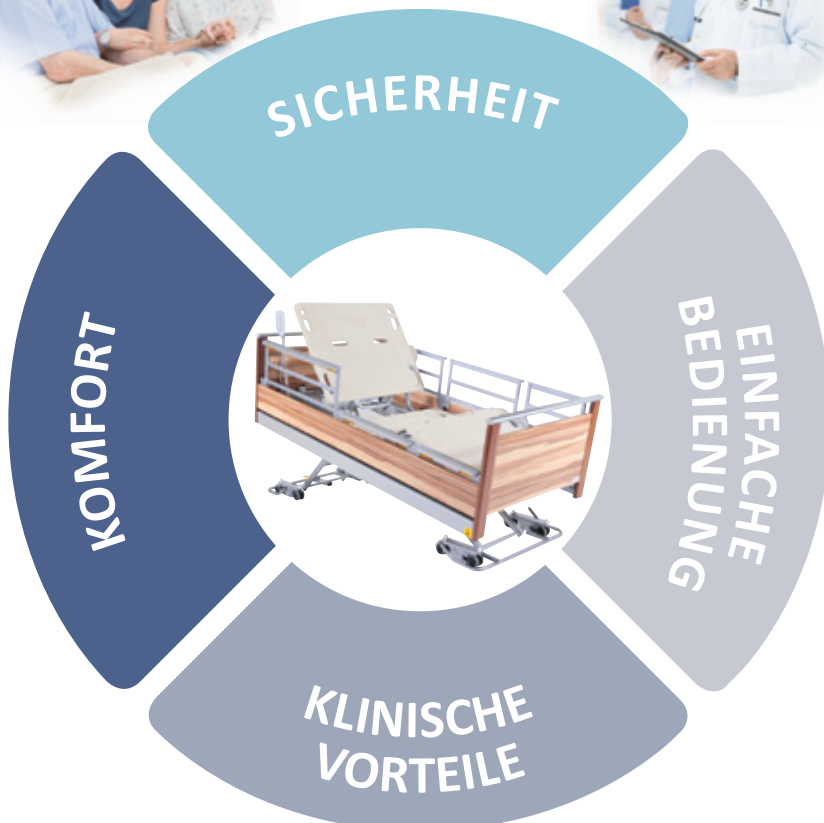 SICHERHEIT
EINFACHE
BEDIENUNG
KLINISCHE
VORTEILE
KOMFORT